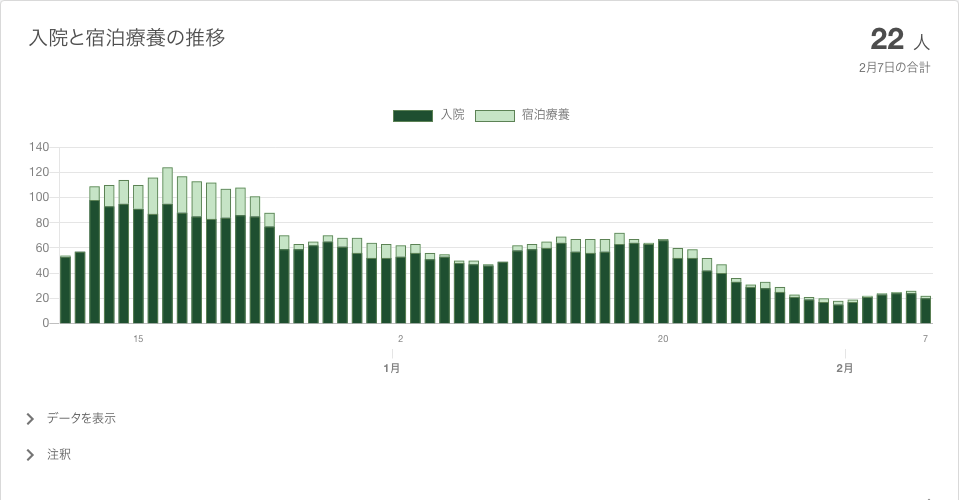 入院と宿泊療養の推移
22 人
2月7日の合計
入院 宿泊療養
140
120
100
80
60
40
20
0
15 2 20 7
1月 2月
データを表示
注釈